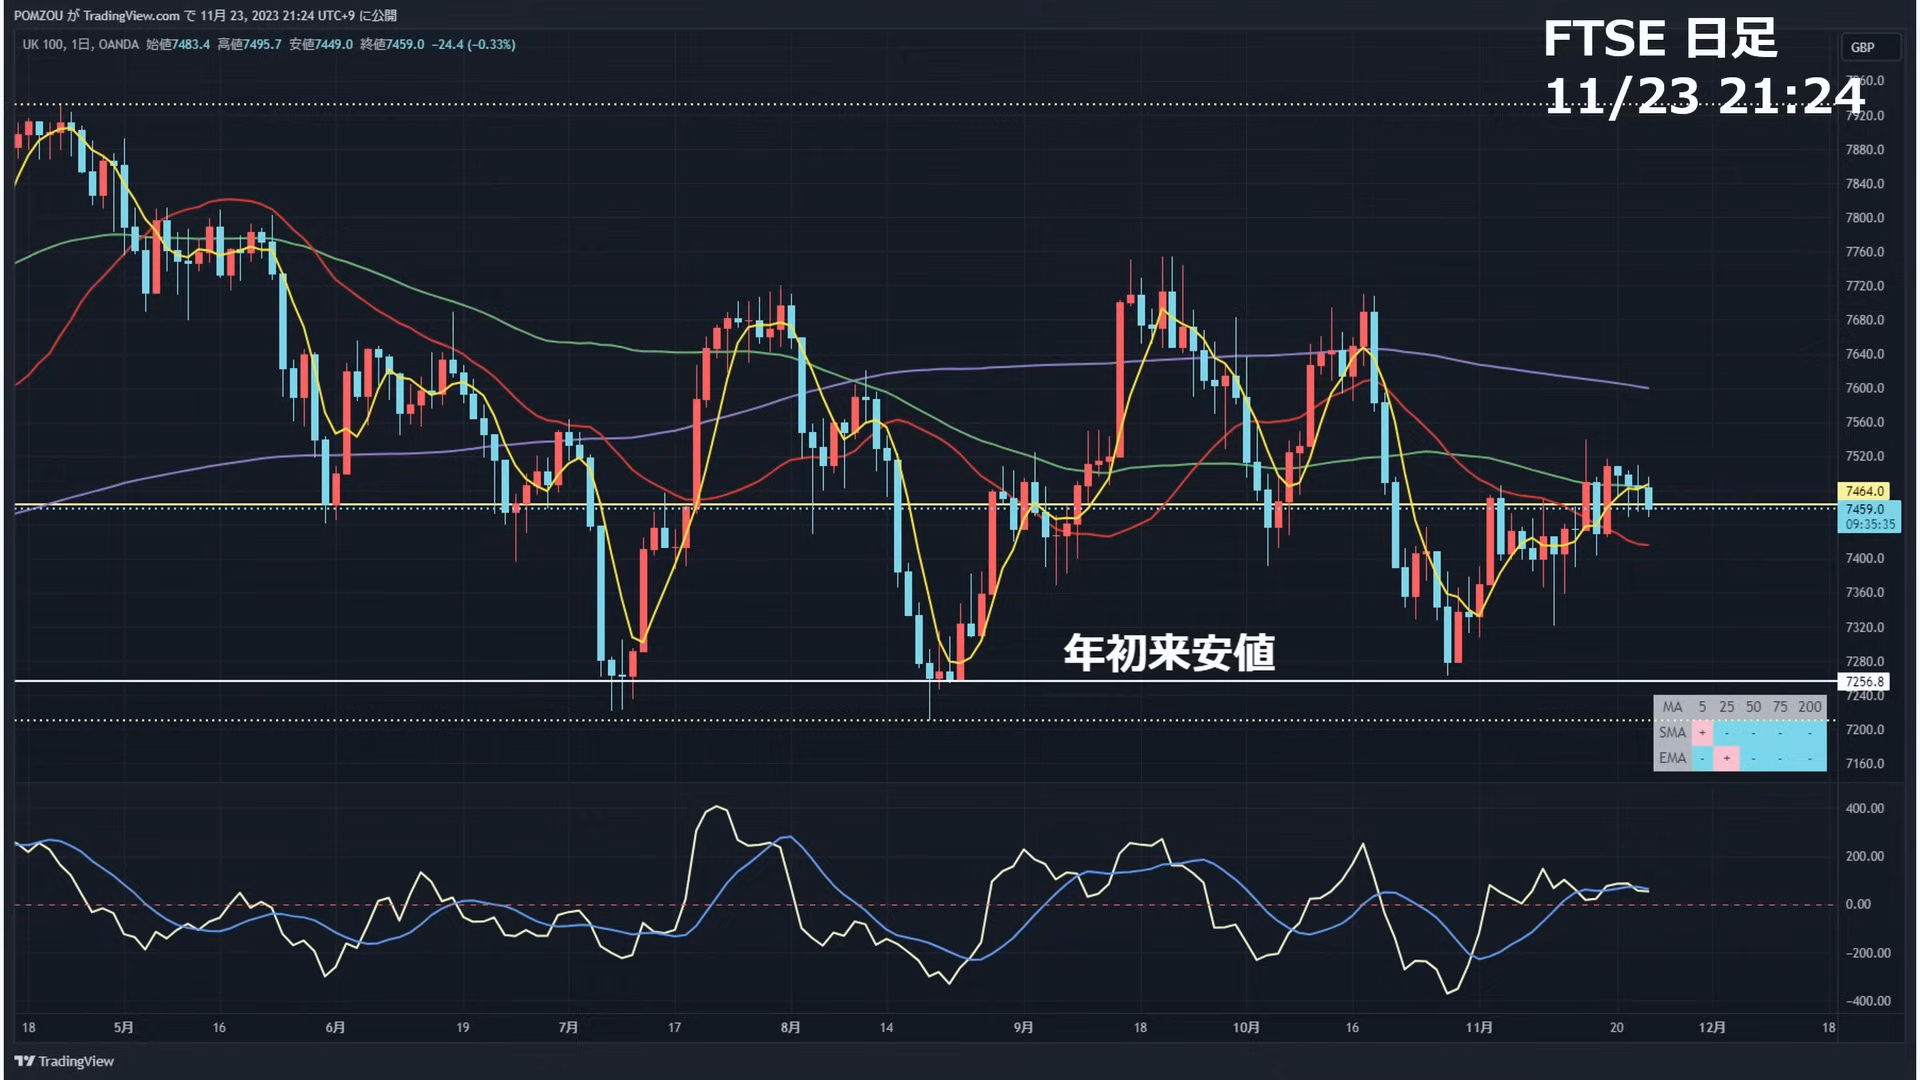 POMZOU が TradingView.com で 11月 23, 2023 21:24 UTC+9 に公開
UK 100, 1日, OANDA 始値7483.4 高値7495.7 安値7449.0 終値7459.0 −24.4 (−0.33%)
FTSE 日足
11/23 21:24
GBP
7960.0
7920.0
7880.0
7840.0
7800.0
7760.0
7720.0
7680.0
7640.0
7600.0
7560.0
7520.0
7464.0
7459.0
09:35:35
7400.0
7360.0
7320.0
7280.0
年初来安値
7256.8
7240.0
7200.0
7160.0
MA 5 25 50 75 200
SMA + - - - -
EMA - + - - -
400.00
200.00
0.00
−200.00
−400.00
18 5月 16 6月 19 7月 17 8月 14 9月 18 10月 16 11月 20 12月 18
TradingView